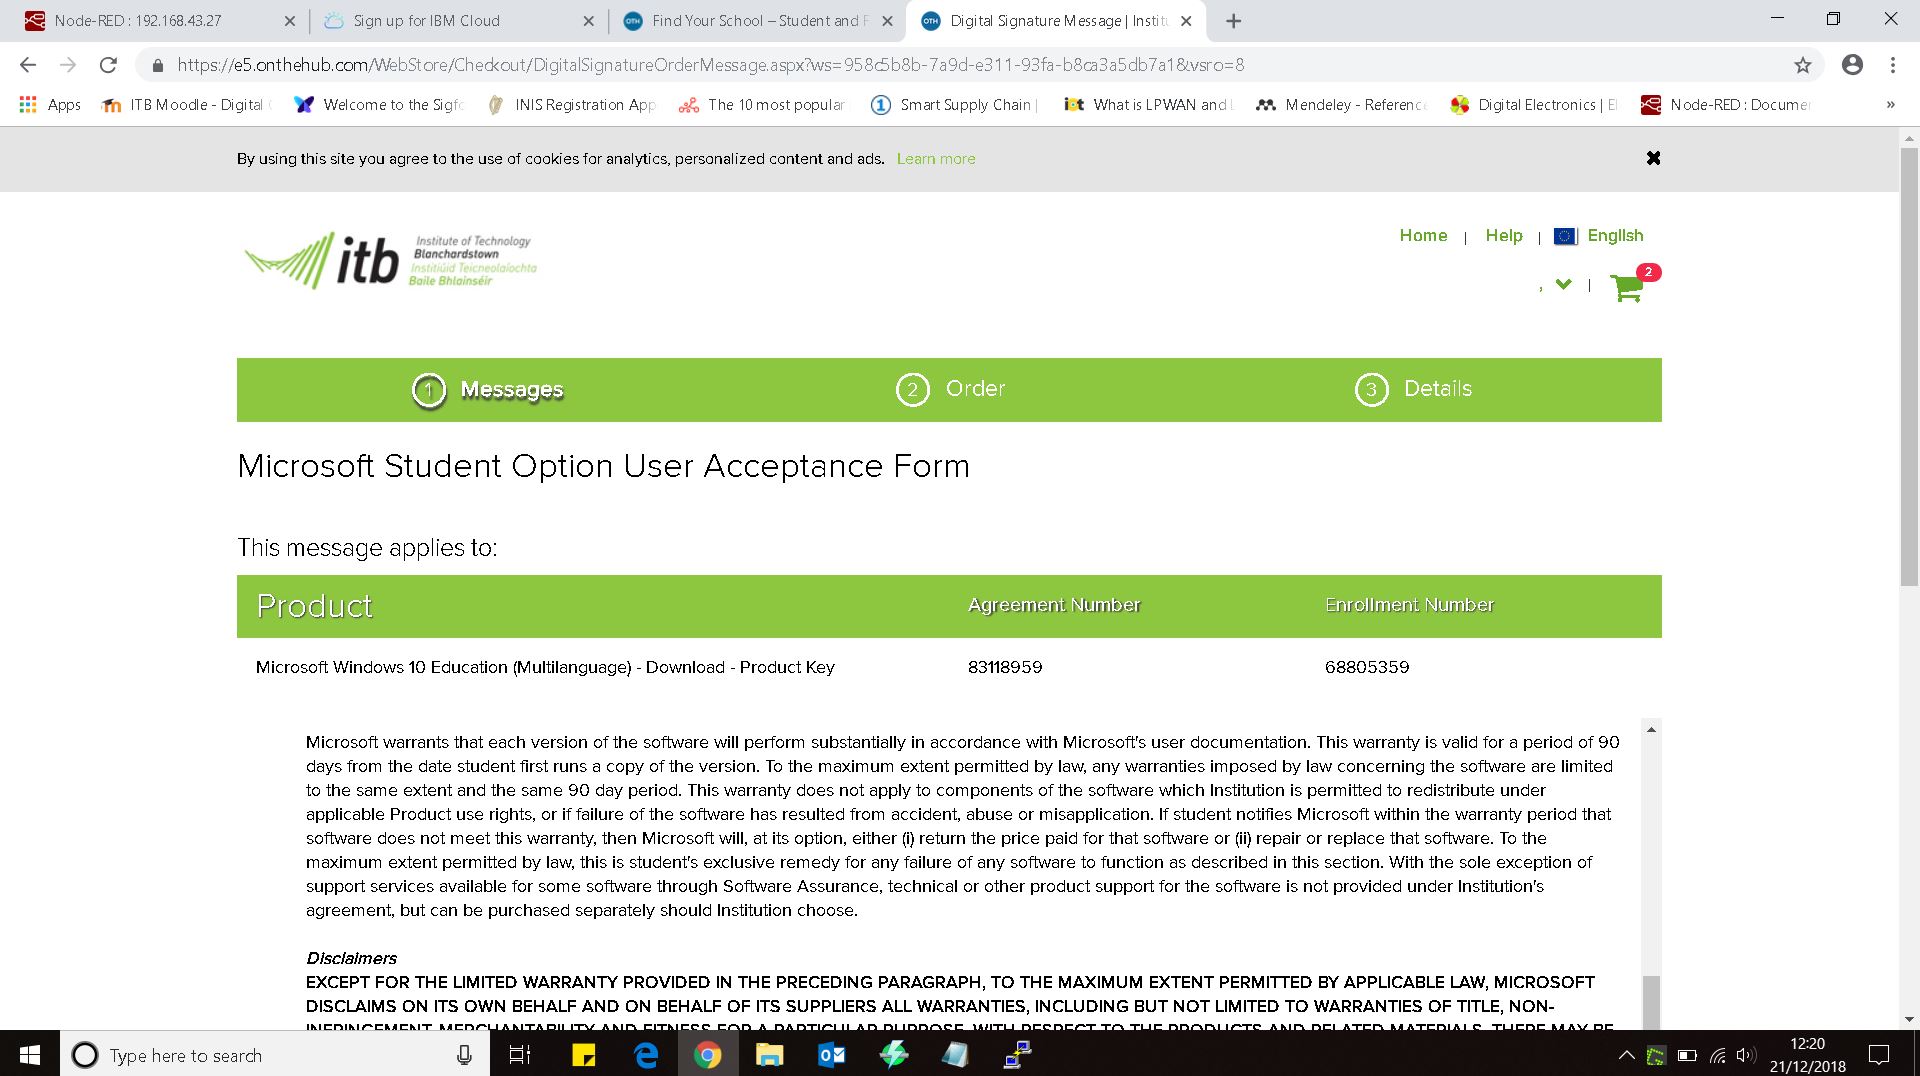 Node-RED : 192.168.43.27
Sign up for IBM Cloud
Find Your School – Student and F
Digital Signature Message | Instit
https://e5.onthehub.com/WebStore/Checkout/DigitalSignatureOrderMessage.aspx?ws=958c5b8b-7a9d-e311-93fa-b8ca3a5db7a1&vsro=8
Apps
ITB Moodle - Digital
Welcome to the Sigfo
INIS Registration App
The 10 most popular
Smart Supply Chain |
What is LPWAN and
Mendeley - Reference
Digital Electronics | El
Node-RED : Docume
»
By using this site you agree to the use of cookies for analytics, personalized content and ads. Learn more
itb
Institute of Technology
Blanchardstown
Institiúid Teicneolaíochta
Baile Bhlainséir
Home | Help | English
, | 2
1 Messages
2 Order
3 Details
Microsoft Student Option User Acceptance Form
This message applies to:
Product Agreement Number Enrollment Number
Microsoft Windows 10 Education (Multilanguage) - Download - Product Key 83118959 68805359
Microsoft warrants that each version of the software will perform substantially in accordance with Microsoft's user documentation. This warranty is valid for a period of 90
days from the date student first runs a copy of the version. To the maximum extent permitted by law, any warranties imposed by law concerning the software are limited
to the same extent and the same 90 day period. This warranty does not apply to components of the software which Institution is permitted to redistribute under
applicable Product use rights, or if failure of the software has resulted from accident, abuse or misapplication. If student notifies Microsoft within the warranty period that
software does not meet this warranty, then Microsoft will, at its option, either (i) return the price paid for that software or (ii) repair or replace that software. To the
maximum extent permitted by law, this is student's exclusive remedy for any failure of any software to function as described in this section. With the sole exception of
support services available for some software through Software Assurance, technical or other product support for the software is not provided under Institution's
agreement, but can be purchased separately should Institution choose.
Disclaimers
EXCEPT FOR THE LIMITED WARRANTY PROVIDED IN THE PRECEDING PARAGRAPH, TO THE MAXIMUM EXTENT PERMITTED BY APPLICABLE LAW, MICROSOFT
DISCLAIMS ON ITS OWN BEHALF AND ON BEHALF OF ITS SUPPLIERS ALL WARRANTIES, INCLUDING BUT NOT LIMITED TO WARRANTIES OF TITLE, NON-
INFRINGEMENT, MERCHANTABILITY AND FITNESS FOR A PARTICULAR PURPOSE, WITH RESPECT TO THE PRODUCTS AND RELATED MATERIALS. THERE MAY BE
Type here to search
12:20
21/12/2018